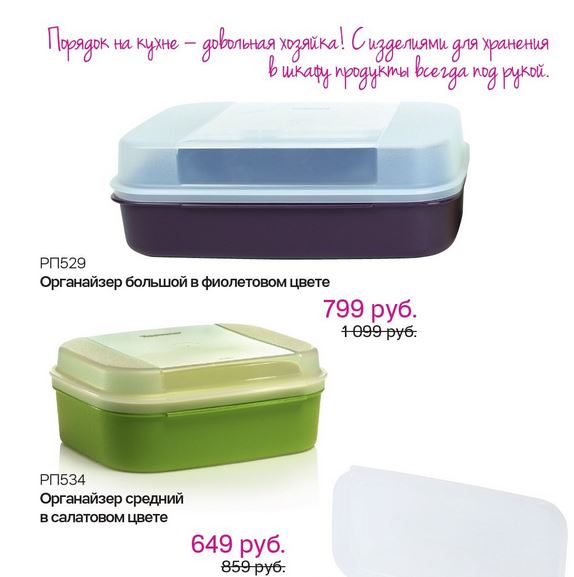 Порядок на кухне – довольная хозяйка! С изделиями для хранения
в шкафу продукты всегда под рукой.
РП529
Органайзер большой в фиолетовом цвете
799 руб.
1 099 руб.
РП534
Органайзер средний
в салатовом цвете
649 руб.
859 руб.